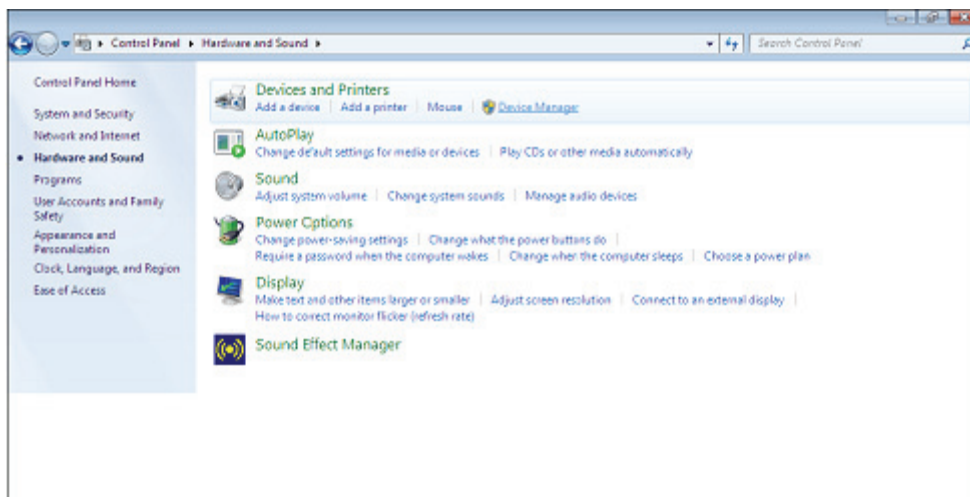 Control Panel ▸ Hardware and Sound ▸
Search Control Panel
Control Panel Home
System and Security
Network and Internet
Hardware and Sound
Programs
User Accounts and Family
Safety
Appearance and
Personalization
Clock, Language, and Region
Ease of Access
Devices and Printers
Add a device | Add a printer | Mouse | Device Manager
AutoPlay
Change default settings for media or devices | Play CDs or other media automatically
Sound
Adjust system volume | Change system sounds | Manage audio devices
Power Options
Change power-saving settings | Change what the power buttons do |
Require a password when the computer wakes | Change when the computer sleeps | Choose a power plan
Display
Make text and other items larger or smaller | Adjust screen resolution | Connect to an external display |
How to correct monitor flicker (refresh rate)
Sound Effect Manager